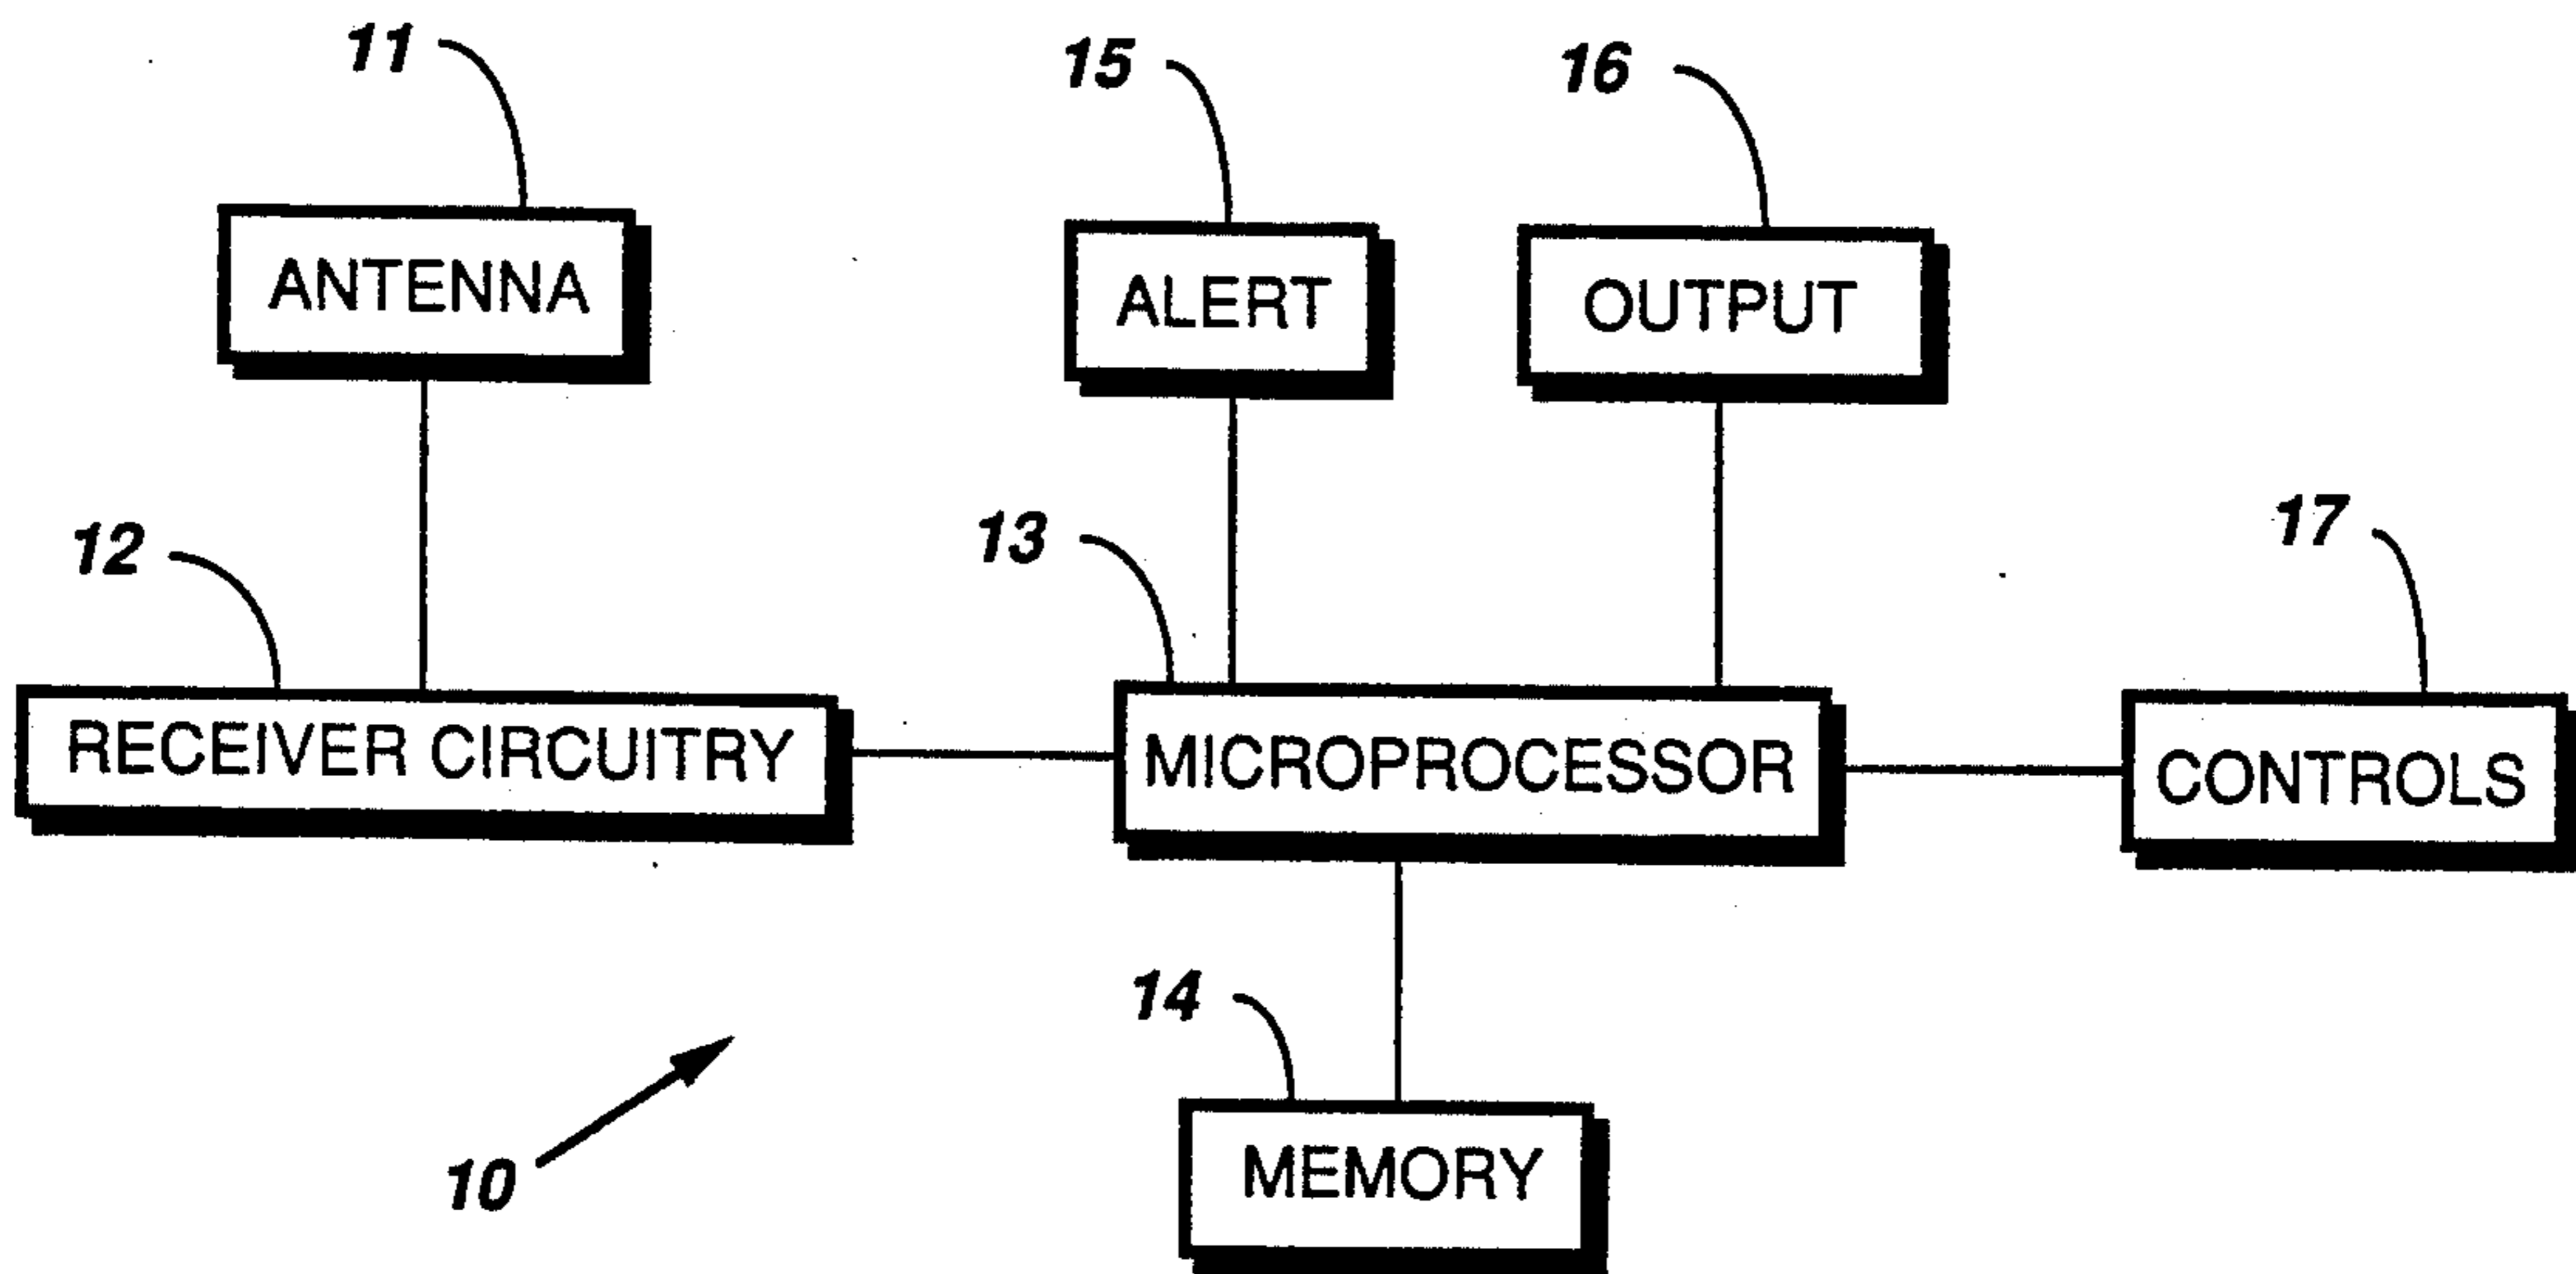 11
15
16
ANTENNA
ALERT
OUTPUT
12
13
17
RECEIVER CIRCUITRY
MICROPROCESSOR
CONTROLS
14
10
MEMORY